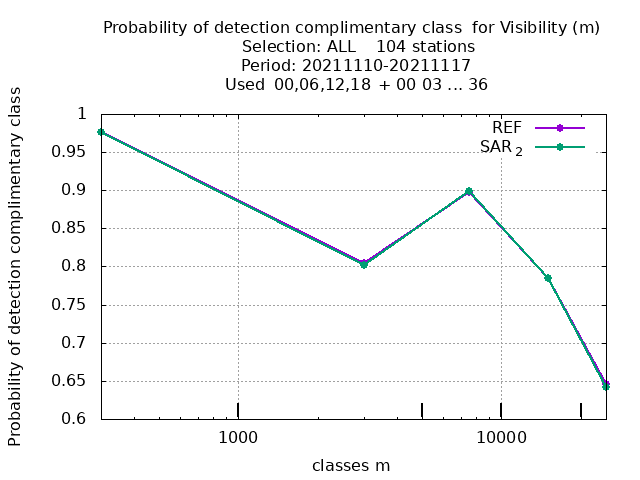 Probability of detection complimentary class  for Visibility (m)
Selection: ALL    104 stations
Period: 20211110-20211117
Used  00,06,12,18 + 00 03 ... 36
Probability of detection complimentary class
1
0.95
0.9
0.85
0.8
0.75
0.7
0.65
0.6
REF
SAR 2
1000
10000
classes m